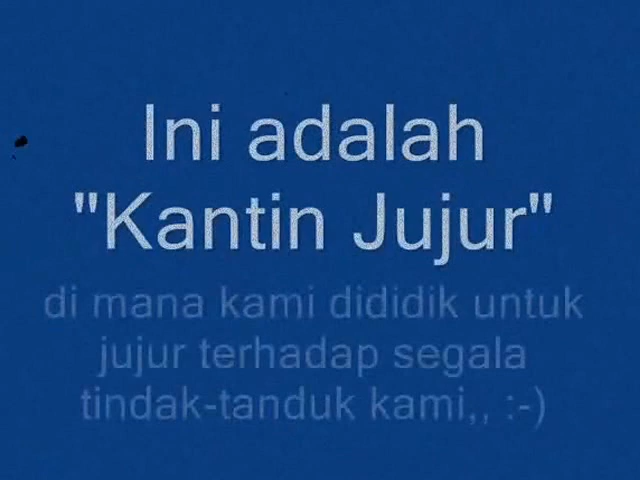 Ini adalah
"Kantin Jujur"
di mana kami dididik untuk
jujur terhadap segala
tindak-tanduk kami,, :-)